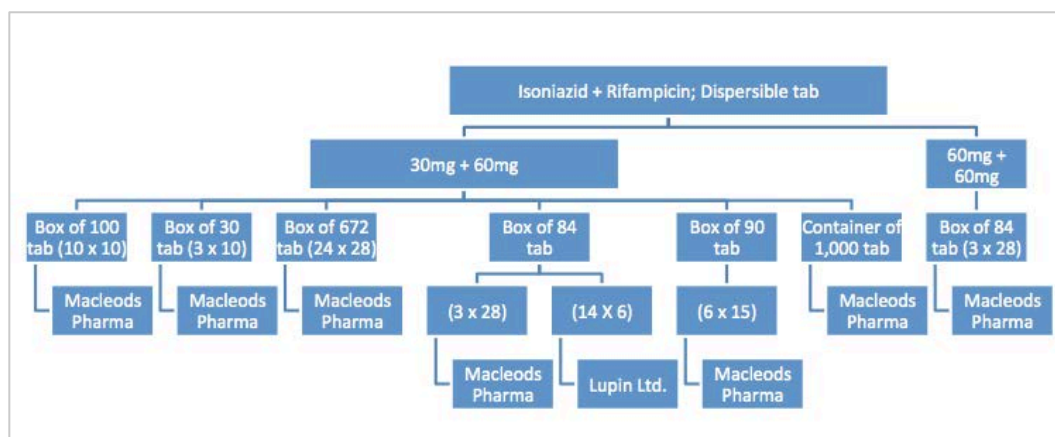 Isoniazid + Rifampicin; Dispersible tab
30mg + 60mg
60mg +
60mg
Box of 100
tab (10 x 10)
Box of 30
tab (3 x 10)
Box of 672
tab (24 x 28)
Box of 84
tab
Box of 90
tab
Container of
1,000 tab
Box of 84
tab (3 x 28)
Macleods
Pharma
Macleods
Pharma
Macleods
Pharma
(3 x 28)
(14 X 6)
(6 x 15)
Macleods
Pharma
Macleods
Pharma
Macleods
Pharma
Lupin Ltd.
Macleods
Pharma